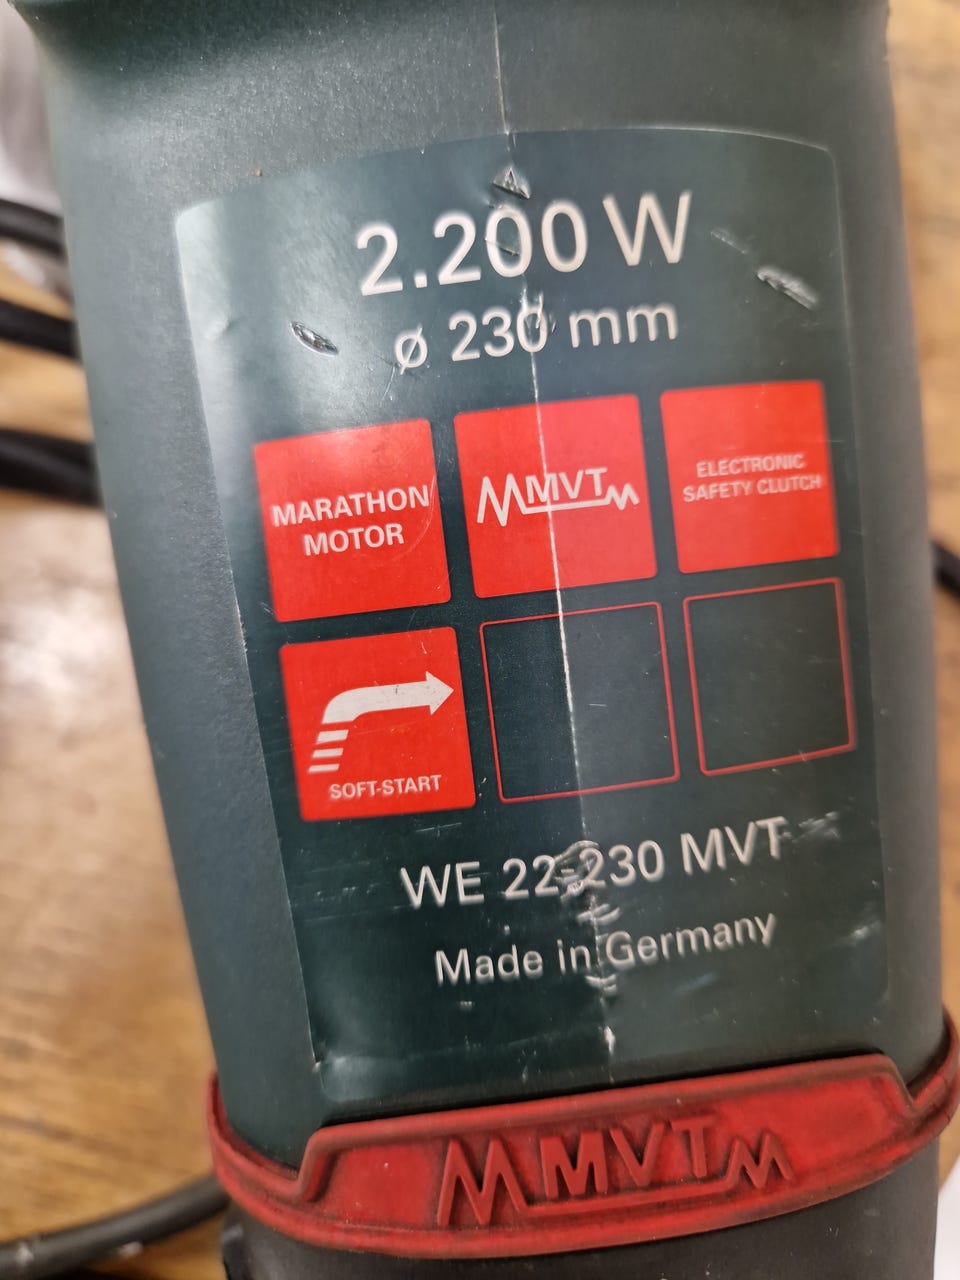 2.200 W
ø 230 mm
MARATHON
MOTOR
MVT
ELECTRONIC
SAFETY CLUTCH
SOFT-START
WE 22-230 MVT
Made in Germany
MVT